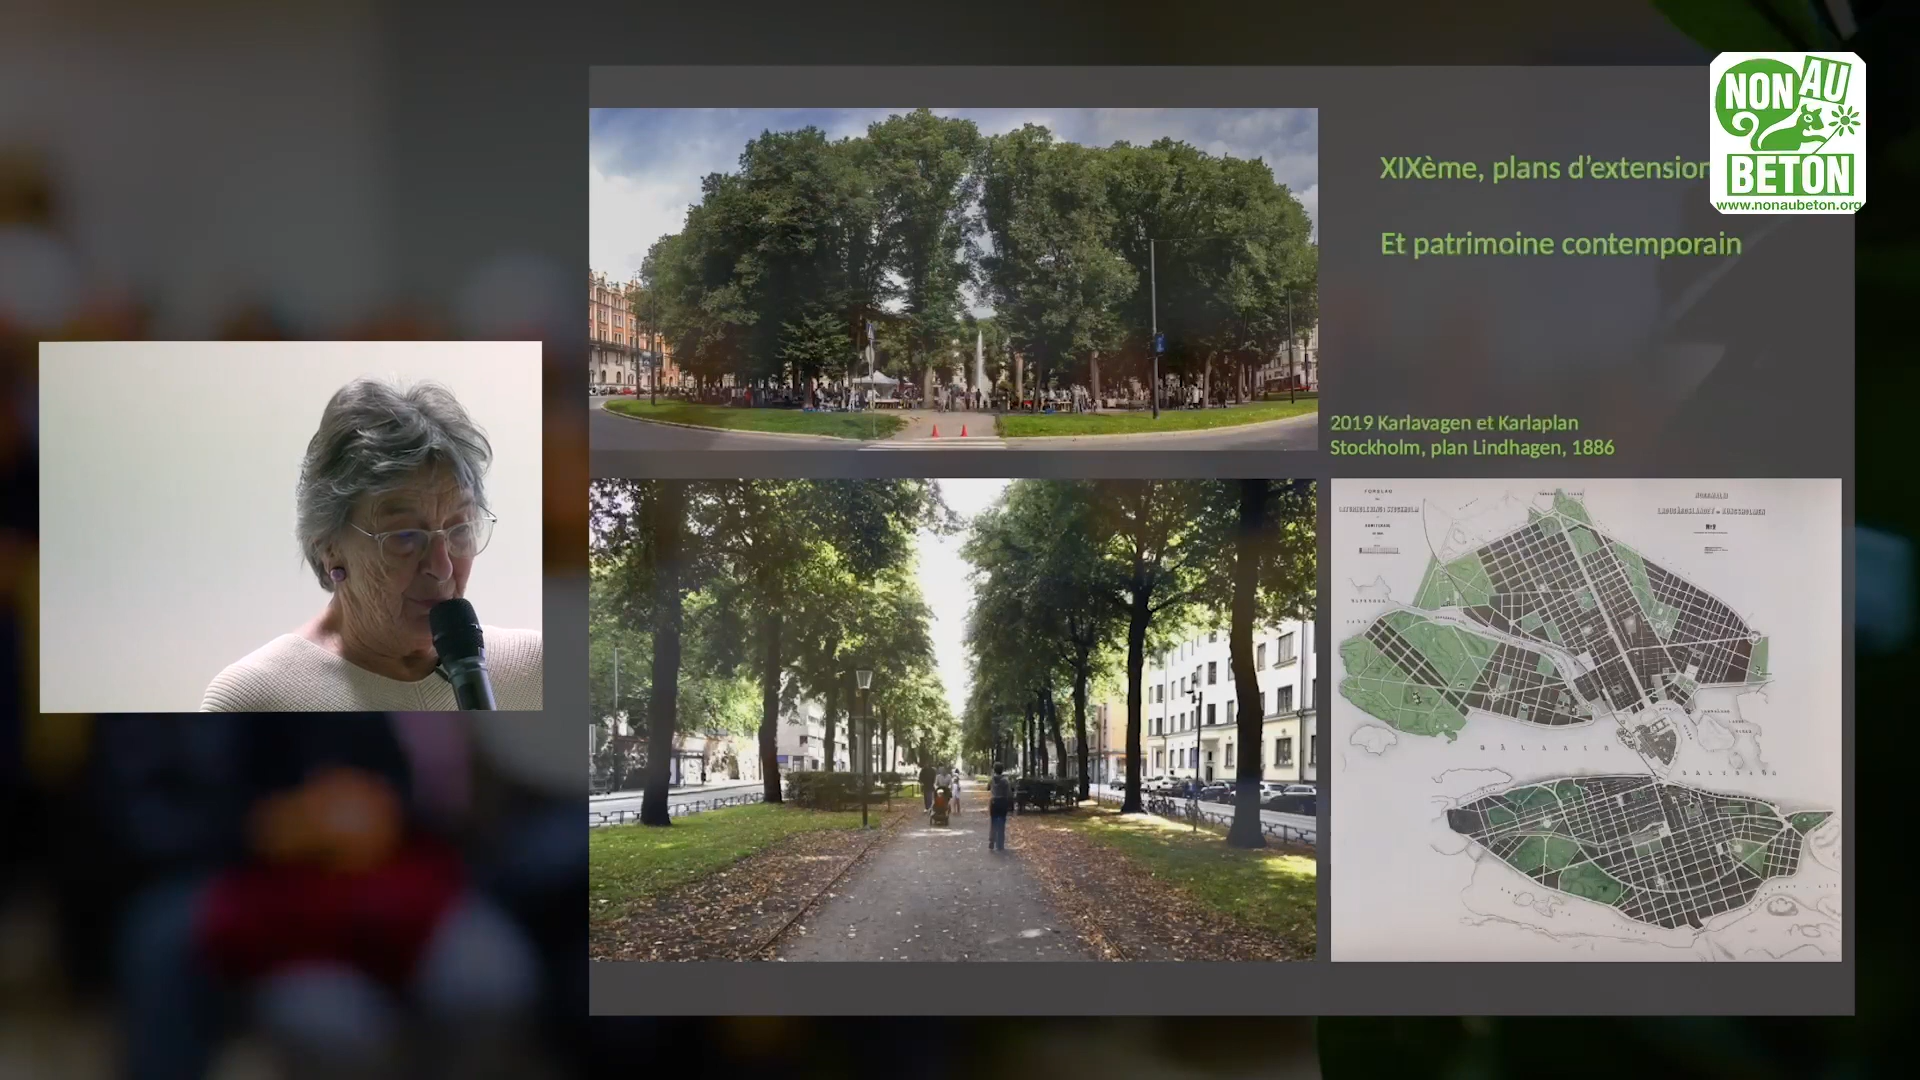 NON AU
BETON
www.nonaubeton.org
XIXème, plans d'extension
Et patrimoine contemporain
2019 Karlavagen et Karlaplan
Stockholm, plan Lindhagen, 1886